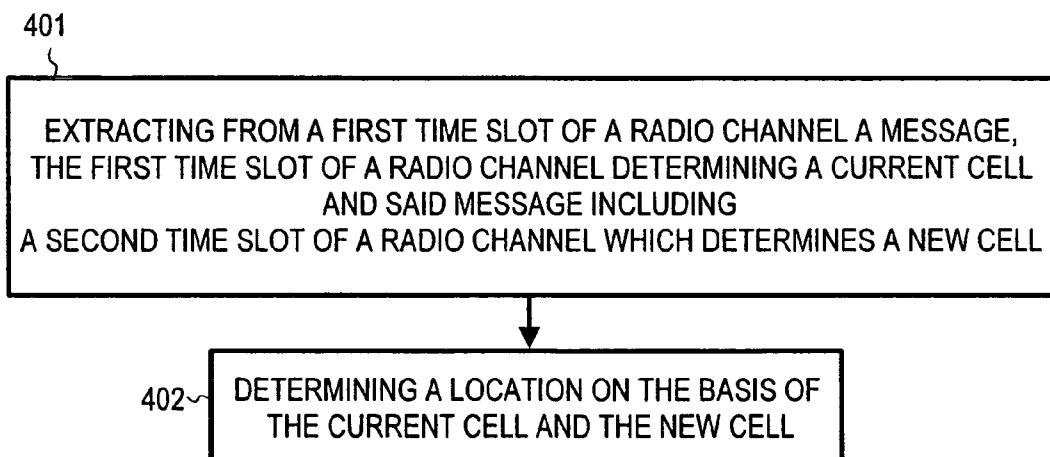 401
EXTRACTING FROM A FIRST TIME SLOT OF A RADIO CHANNEL A MESSAGE,
THE FIRST TIME SLOT OF A RADIO CHANNEL DETERMINING A CURRENT CELL
AND SAID MESSAGE INCLUDING
A SECOND TIME SLOT OF A RADIO CHANNEL WHICH DETERMINES A NEW CELL
402
DETERMINING A LOCATION ON THE BASIS OF
THE CURRENT CELL AND THE NEW CELL